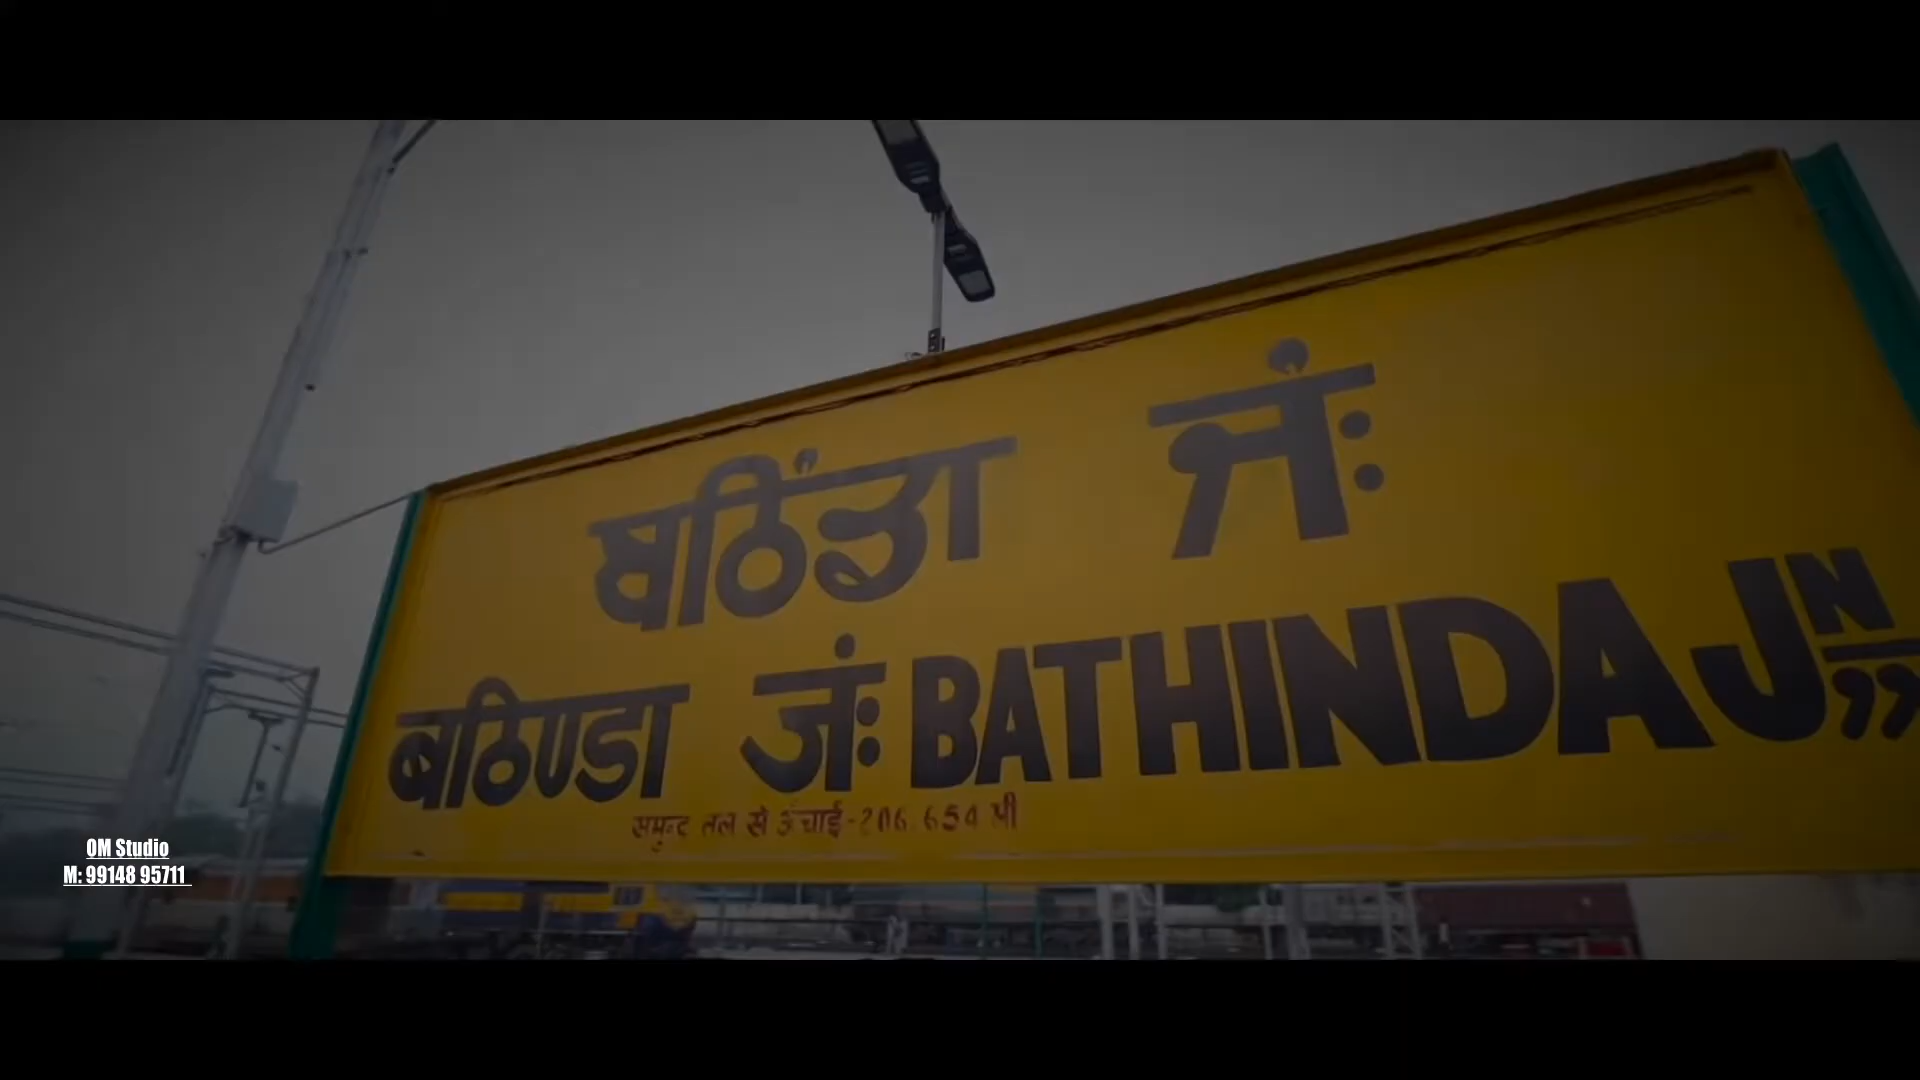 ਬਠਿੰਡਾ ਜੰ:
बठिण्डा जं: BATHINDA JN,,
समुन्द्र तल से ऊंचाई-206.654 मी
OM Studio
M: 99148 95711